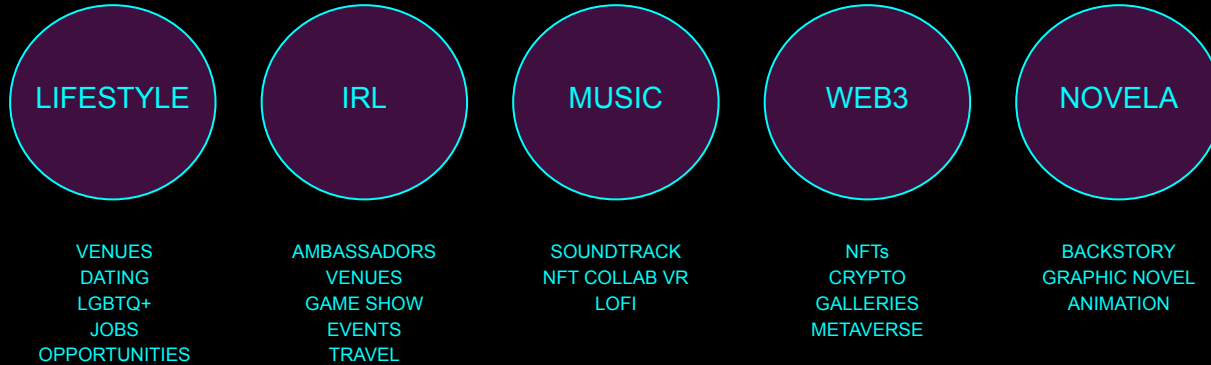 LIFESTYLE
IRL
MUSIC
WEB3
NOVELA
VENUES
DATING
LGBTQ+
JOBS
OPPORTUNITIES
AMBASSADORS
VENUES
GAME SHOW
EVENTS
TRAVEL
SOUNDTRACK
NFT COLLAB VR
LOFI
NFTs
CRYPTO
GALLERIES
METAVERSE
BACKSTORY
GRAPHIC NOVEL
ANIMATION